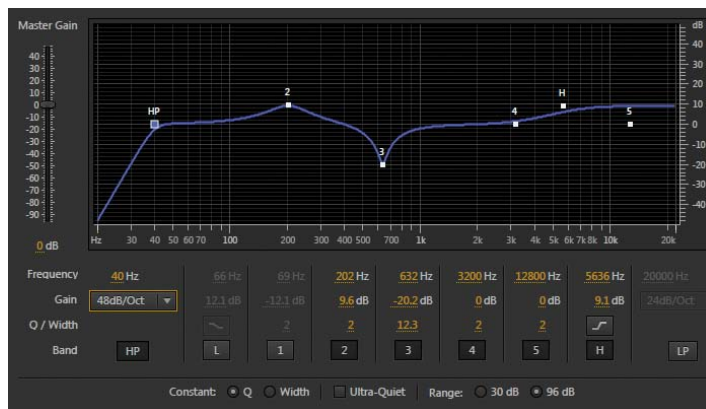 Master Gain
dB
40
30
20
10
0
-10
-20
-30
-40
-50
-60
-70
-80
-90
0 dB
HP
2
3
4
H
5
40
30
20
10
0
-10
-20
-30
-40
Hz 30 40 50 60 70 100 200 300 400 500 700 1k 2k 3k 4k 5k 6k 7k 8k 10k 20k
Frequency 40 Hz 66 Hz 69 Hz 202 Hz 632 Hz 3200 Hz 12800 Hz 5636 Hz 20000 Hz
Gain 48dB/Oct 12.1 dB -12.1 dB 9.6 dB -20.2 dB 0 dB 0 dB 9.1 dB 24dB/Oct
Q / Width 2 2 12.3 2 2
Band HP L 1 2 3 4 5 H LP
Constant: Q Width Ultra-Quiet Range: 30 dB 96 dB